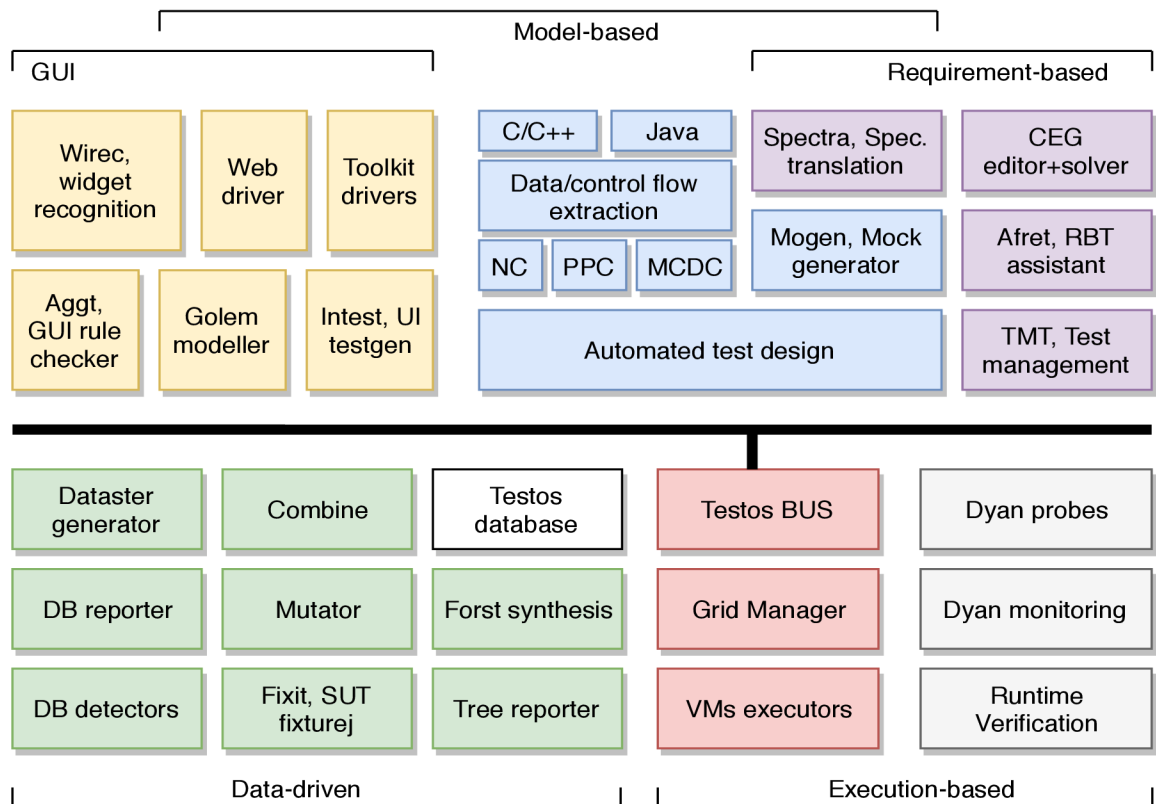 Model-based
GUI
Requirement-based
Wirec,
widget
recognition
Web
driver
Toolkit
drivers
C/C++
Java
Data/control flow
extraction
NC
PPC
MCDC
Spectra, Spec.
translation
Mogen, Mock
generator
CEG
editor+solver
Afret, RBT
assistant
Aggt,
GUI rule
checker
Golem
modeller
Intest, UI
testgen
Automated test design
TMT, Test
management
Dataster
generator
Combine
Testos
database
Testos BUS
Dyan probes
DB reporter
Mutator
Forst synthesis
Grid Manager
Dyan monitoring
DB detectors
Fixit, SUT
fixturej
Tree reporter
VMs executors
Runtime
Verification
Data-driven
Execution-based